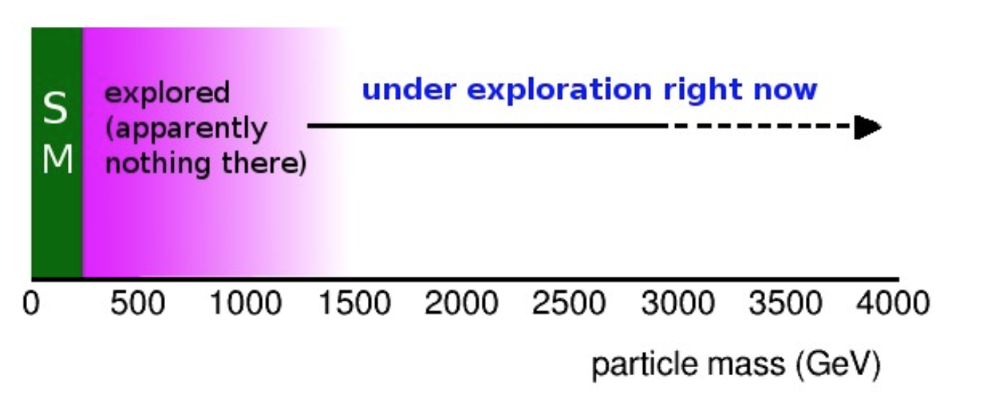 S
M
explored
(apparently
nothing there)
under exploration right now
0 500 1000 1500 2000 2500 3000 3500 4000
particle mass (GeV)